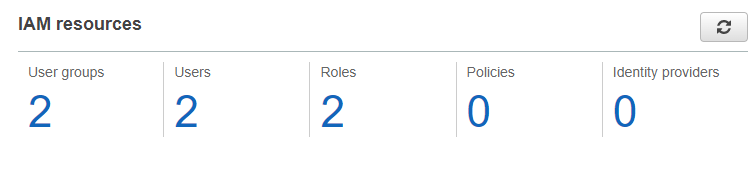 IAM resources
User groups Users Roles Policies Identity providers
2 2 2 0 0